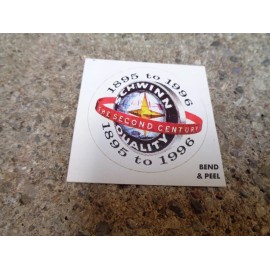 1895 to 1996
SCHWINN
THE SECOND CENTURY
QUALITY
1895 to 1996
BEND
& PEEL